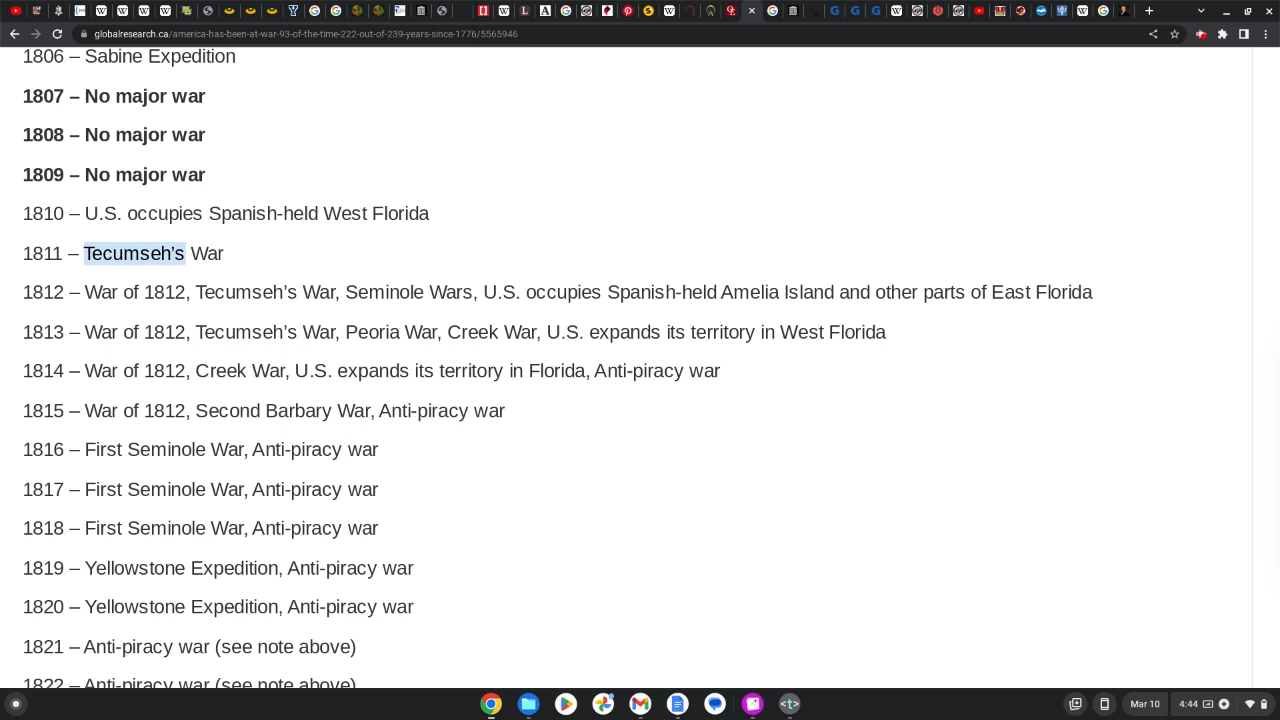 globalresearch.ca/america-has-been-at-war-93-of-the-time-222-out-of-239-years-since-1776/5565946
1806 – Sabine Expedition
1807 – No major war
1808 – No major war
1809 – No major war
1810 – U.S. occupies Spanish-held West Florida
1811 – Tecumseh's War
1812 – War of 1812, Tecumseh's War, Seminole Wars, U.S. occupies Spanish-held Amelia Island and other parts of East Florida
1813 – War of 1812, Tecumseh's War, Peoria War, Creek War, U.S. expands its territory in West Florida
1814 – War of 1812, Creek War, U.S. expands its territory in Florida, Anti-piracy war
1815 – War of 1812, Second Barbary War, Anti-piracy war
1816 – First Seminole War, Anti-piracy war
1817 – First Seminole War, Anti-piracy war
1818 – First Seminole War, Anti-piracy war
1819 – Yellowstone Expedition, Anti-piracy war
1820 – Yellowstone Expedition, Anti-piracy war
1821 – Anti-piracy war (see note above)
1822 – Anti-piracy war (see note above)
Mar 10 4:44